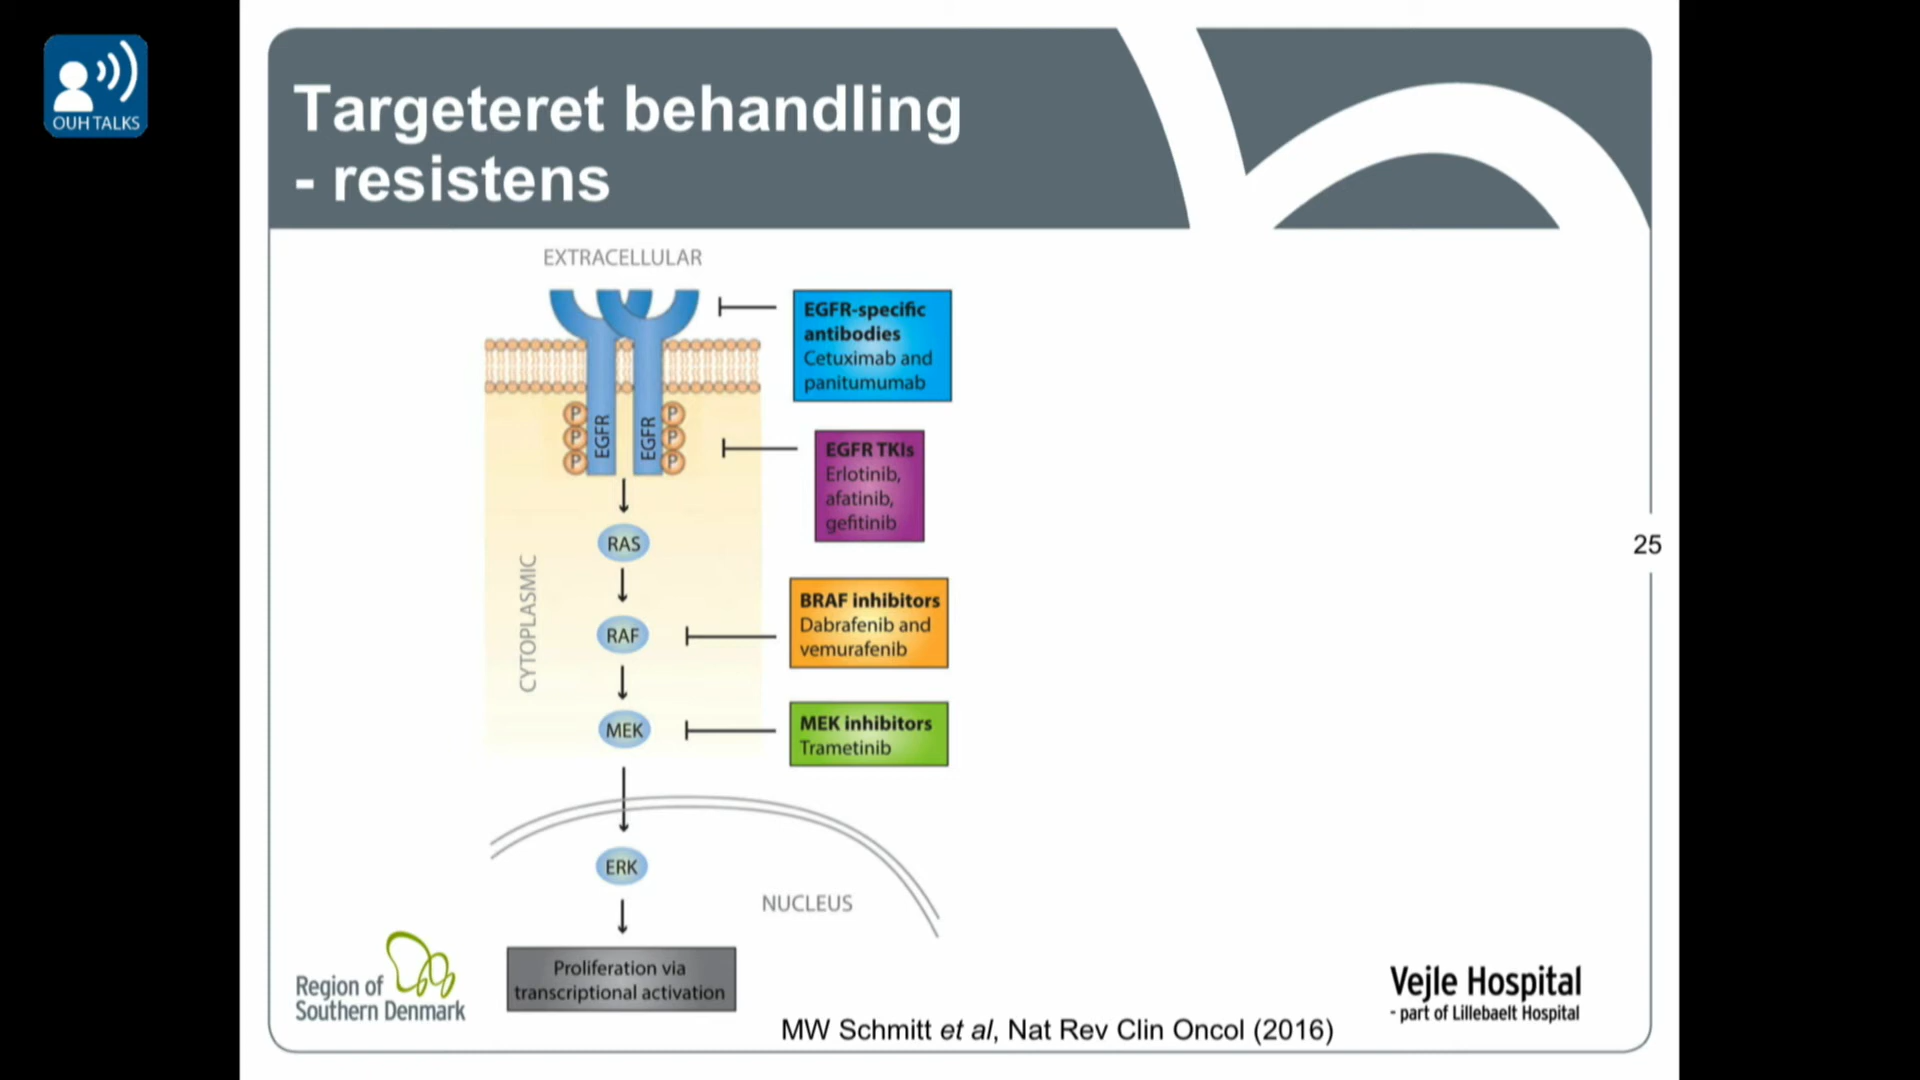 OUH TALKS
Targeteret behandling
- resistens
EXTRACELLULAR
EGFR-specific
antibodies
Cetuximab and
panitumumab
P
P
P
EGFR
EGFR
P
P
P
EGFR TKIs
Erlotinib,
afatinib,
gefitinib
RAS
25
CYTOPLASMIC
BRAF inhibitors
Dabrafenib and
vemurafenib
RAF
MEK inhibitors
Trametinib
MEK
ERK
NUCLEUS
Proliferation via
transcriptional activation
Region of
Southern Denmark
Vejle Hospital
- part of Lillebaelt Hospital
MW Schmitt et al, Nat Rev Clin Oncol (2016)